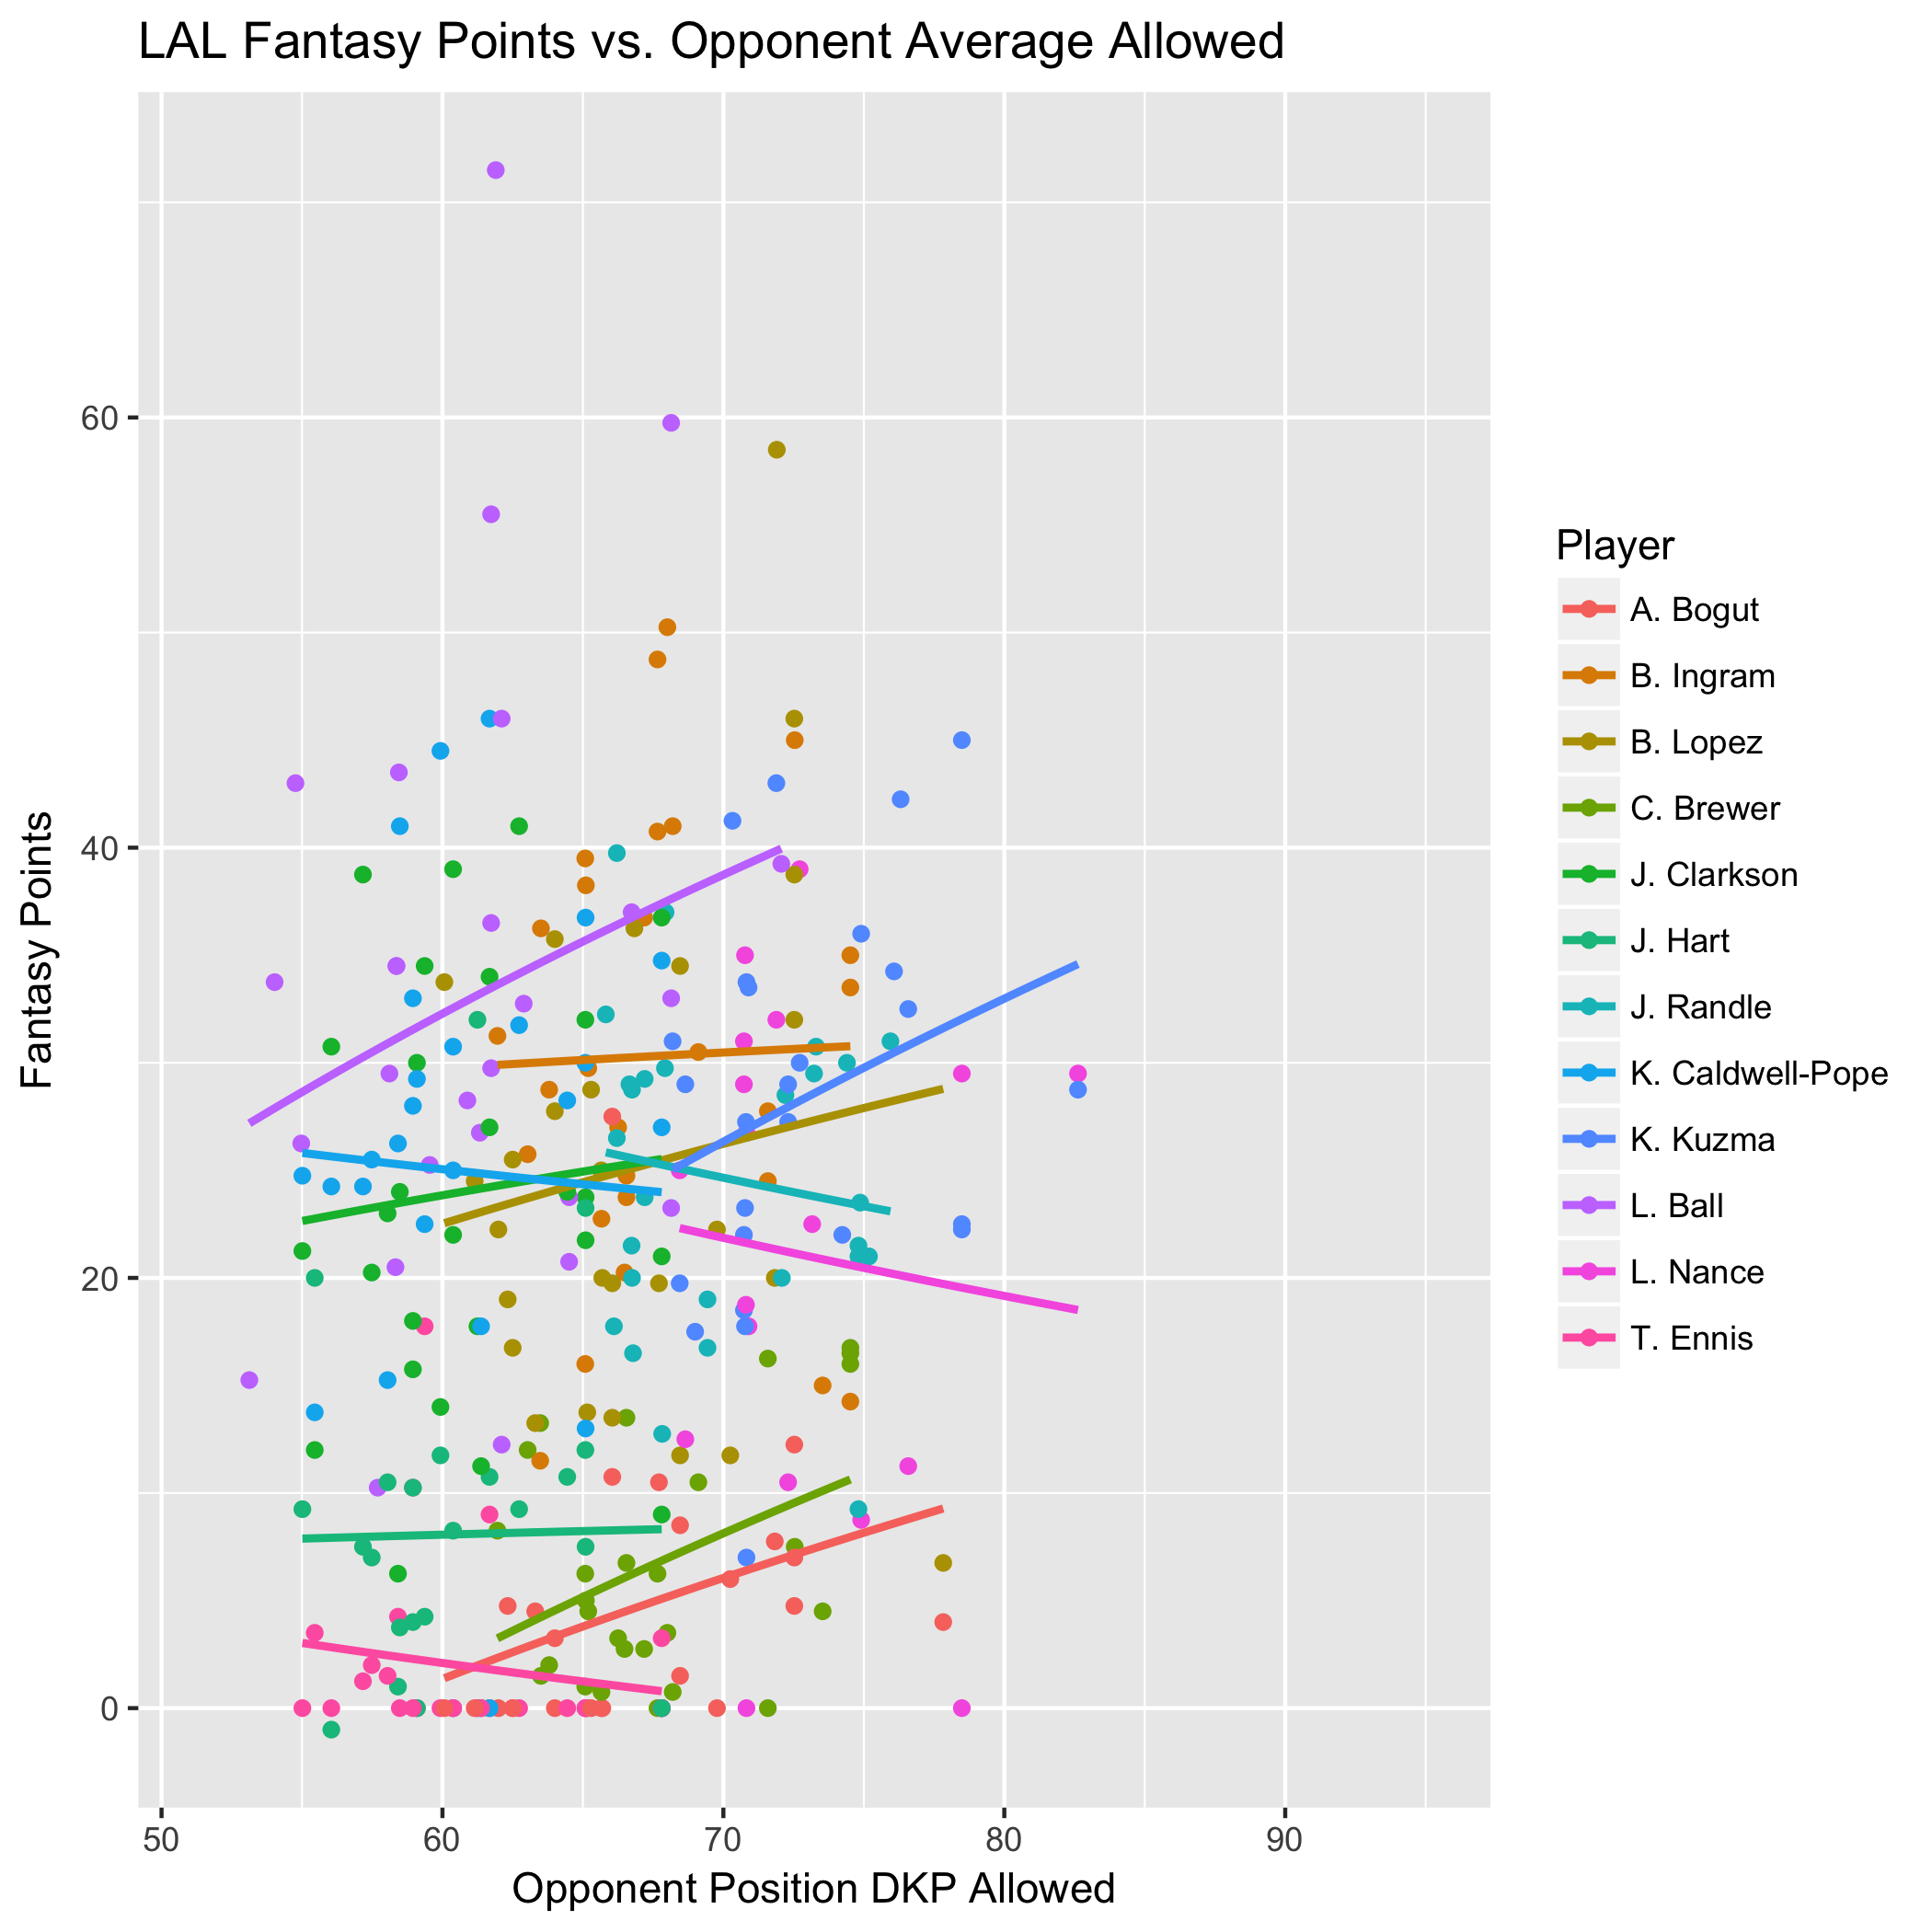 LAL Fantasy Points vs. Opponent Average Allowed
60
40
20
0
Fantasy Points
50 60 70 80 90
Opponent Position DKP Allowed
Player
A. Bogut
B. Ingram
B. Lopez
C. Brewer
J. Clarkson
J. Hart
J. Randle
K. Caldwell-Pope
K. Kuzma
L. Ball
L. Nance
T. Ennis